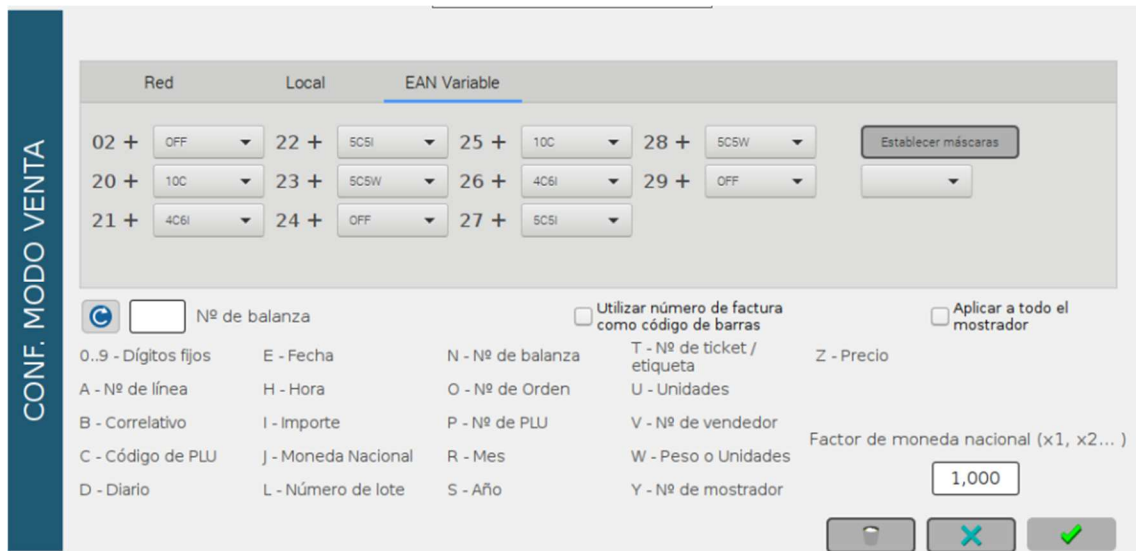 CONF. MODO VENTA
Red Local EAN Variable
02 + OFF 22 + 5C5I 25 + 10C 28 + 5C5W Establecer máscaras
20 + 10C 23 + 5C5W 26 + 4C6I 29 + OFF
21 + 4C6I 24 + OFF 27 + 5C5I
Nº de balanza
Utilizar número de factura
como código de barras
Aplicar a todo el
mostrador
0..9 - Dígitos fijos E - Fecha N - Nº de balanza T - Nº de ticket / Z - Precio
etiqueta
A - Nº de línea H - Hora O - Nº de Orden U - Unidades
B - Correlativo I - Importe P - Nº de PLU V - Nº de vendedor
Factor de moneda nacional (x1, x2... )
C - Código de PLU J - Moneda Nacional R - Mes W - Peso o Unidades
1,000
D - Diario L - Número de lote S - Año Y - Nº de mostrador